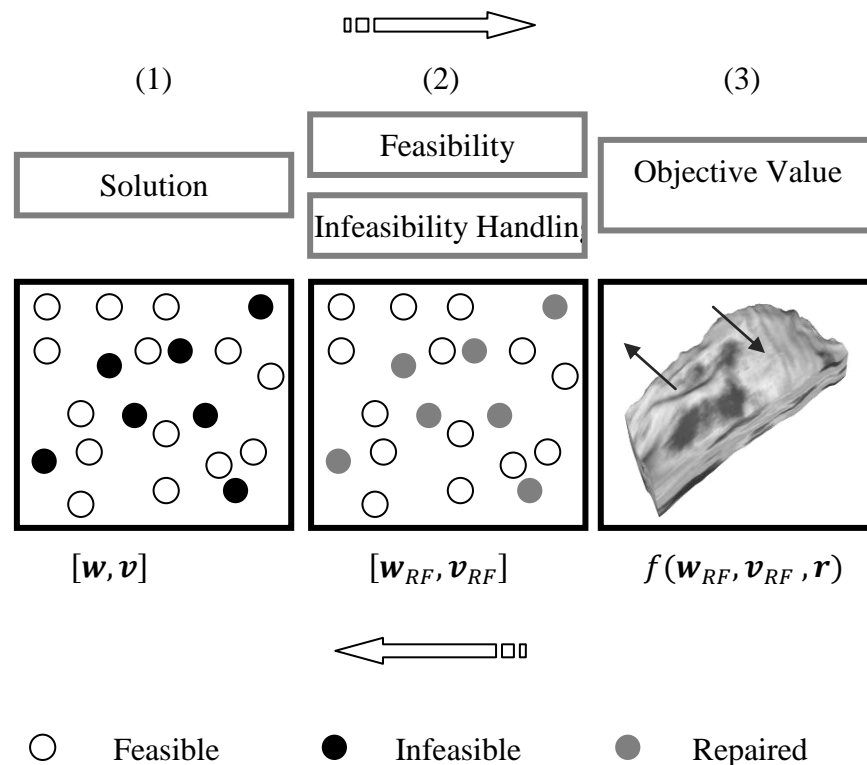 (1) (2) (3)
Feasibility
Solution
Objective Value
Infeasibility Handlin
[w, v] [w_RF, v_RF] f(w_RF, v_RF , r)
Feasible Infeasible Repaired